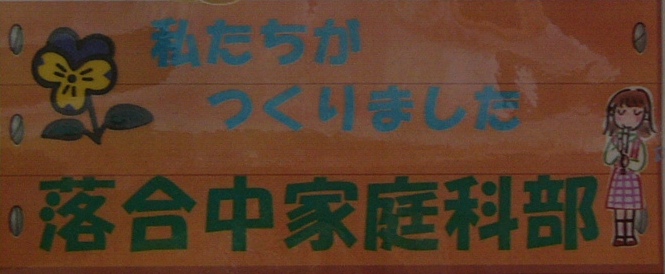 私たちが
つくりました
落合中家庭科部